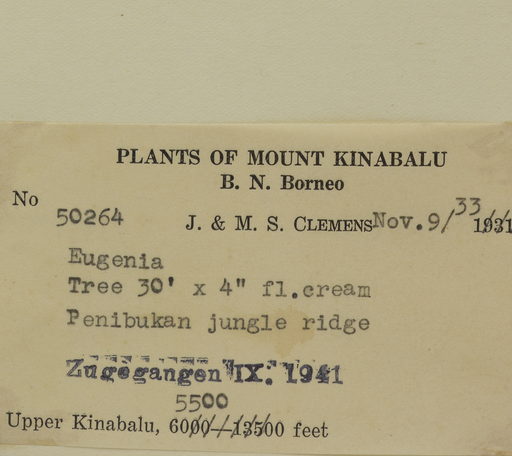 PLANTS OF MOUNT KINABALU
B. N. Borneo
No 50264 J. & M. S. CLEMENS Nov. 9/33 1931
Eugenia
Tree 30' x 4" fl.cream
Penibukan jungle ridge
Zugegangen IX. 1941
5500
Upper Kinabalu, 6000—13500 feet